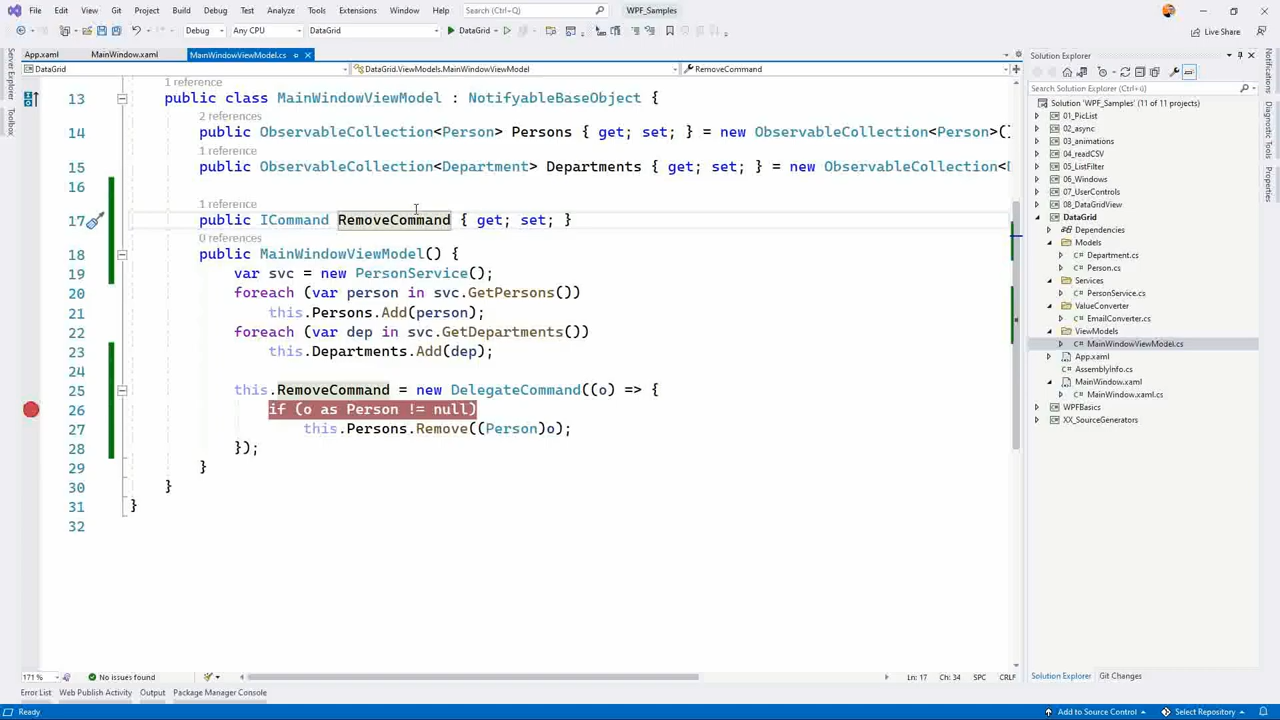 File Edit View Git Project Build Debug Test Analyze Tools Extensions Window Help Search (Ctrl+Q) WPF_Samples
Debug Any CPU DataGrid DataGrid Live Share
App.xaml MainWindow.xaml MainWindowViewModel.cs
DataGrid DataGrid.ViewModels.MainWindowViewModel RemoveCommand
Server Explorer
Toolbox
1 reference
13 public class MainWindowViewModel : NotifyableBaseObject {
2 references
14 public ObservableCollection<Person> Persons { get; set; } = new ObservableCollection<Person>()
1 reference
15 public ObservableCollection<Department> Departments { get; set; } = new ObservableCollection<D
16
1 reference
17 public ICommand RemoveCommand { get; set; }
0 references
18 public MainWindowViewModel() {
19 var svc = new PersonService();
20 foreach (var person in svc.GetPersons())
21 this.Persons.Add(person);
22 foreach (var dep in svc.GetDepartments())
23 this.Departments.Add(dep);
24
25 this.RemoveCommand = new DelegateCommand((o) => {
26 if (o as Person != null)
27 this.Persons.Remove((Person)o);
28 });
29 }
30 }
31 }
32
171 % No issues found Ln: 17 Ch: 34 SPC CRLF
Error List Web Publish Activity Output Package Manager Console
Solution Explorer
Search Solution Explorer (Ctrl+ü)
Solution 'WPF_Samples' (11 of 11 projects)
01_PicList
02_async
03_animations
04_readCSV
05_ListFilter
06_Windows
07_UserControls
08_DataGridView
DataGrid
Dependencies
Models
C# Department.cs
C# Person.cs
Services
C# PersonService.cs
ValueConverter
C# EmailConverter.cs
ViewModels
C# MainWindowViewModel.cs
App.xaml
C# AssemblyInfo.cs
MainWindow.xaml
C# MainWindow.xaml.cs
WPFBasics
XX_SourceGenerators
Solution Explorer Git Changes
Notifications
Diagnostic Tools
Properties
Ready Add to Source Control Select Repository